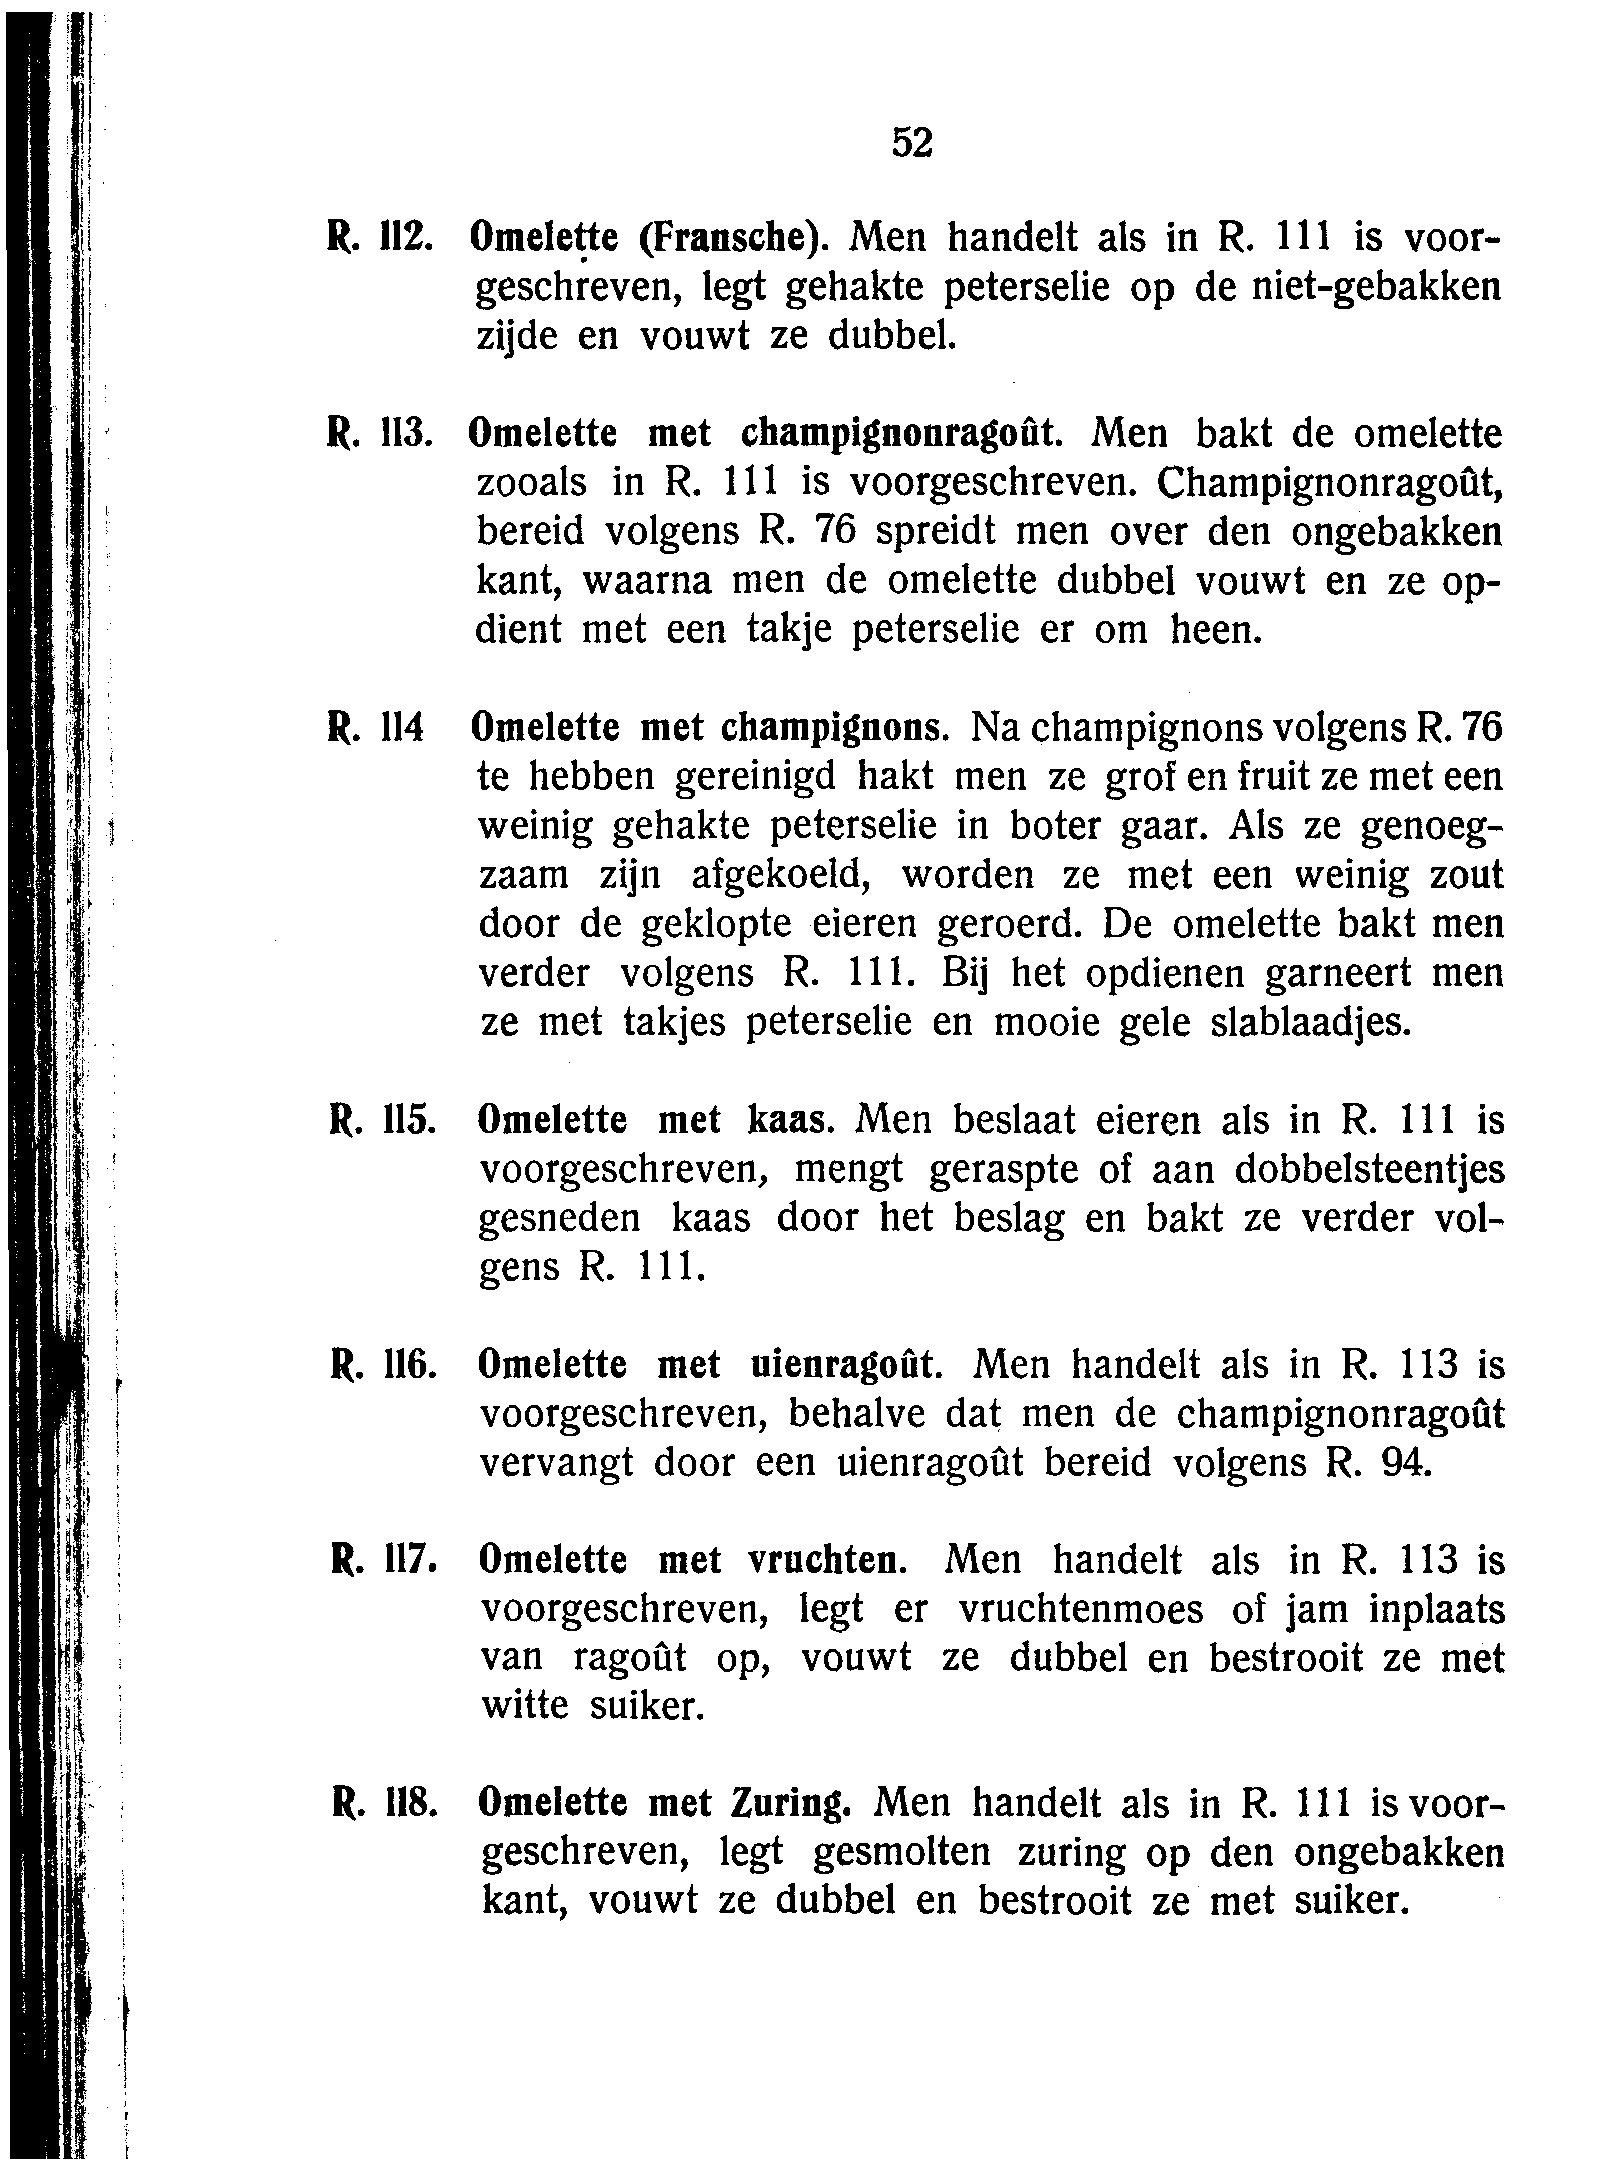 52
R. 112. Omelette (Fransche). Men handelt als in R. 111 is voor-
geschreven, legt gehakte peterselie op de niet-gebakken
zijde en vouwt ze dubbel.
R. 113. Omelette met champignonragoût. Men bakt de omelette
zooals in R. 111 is voorgeschreven. Champignonragoût,
bereid volgens R. 76 spreidt men over den ongebakken
kant, waarna men de omelette dubbel vouwt en ze op-
dient met een takje peterselie er om heen.
R. 114 Omelette met champignons. Na champignons volgens R. 76
te hebben gereinigd hakt men ze grof en fruit ze met een
weinig gehakte peterselie in boter gaar. Als ze genoeg-
zaam zijn afgekoeld, worden ze met een weinig zout
door de geklopte eieren geroerd. De omelette bakt men
verder volgens R. 111. Bij het opdienen garneert men
ze met takjes peterselie en mooie gele slablaadjes.
R. 115. Omelette met kaas. Men beslaat eieren als in R. 111 is
voorgeschreven, mengt geraspte of aan dobbelsteentjes
gesneden kaas door het beslag en bakt ze verder vol-
gens R. 111.
R. 116. Omelette met uienragoût. Men handelt als in R. 113 is
voorgeschreven, behalve dat men de champignonragoût
vervangt door een uienragoût bereid volgens R. 94.
R. 117. Omelette met vruchten. Men handelt als in R. 113 is
voorgeschreven, legt er vruchtenmoes of jam inplaats
van ragoût op, vouwt ze dubbel en bestrooit ze met
witte suiker.
R. 118. Omelette met Zuring. Men handelt als in R. 111 is voor-
geschreven, legt gesmolten zuring op den ongebakken
kant, vouwt ze dubbel en bestrooit ze met suiker.